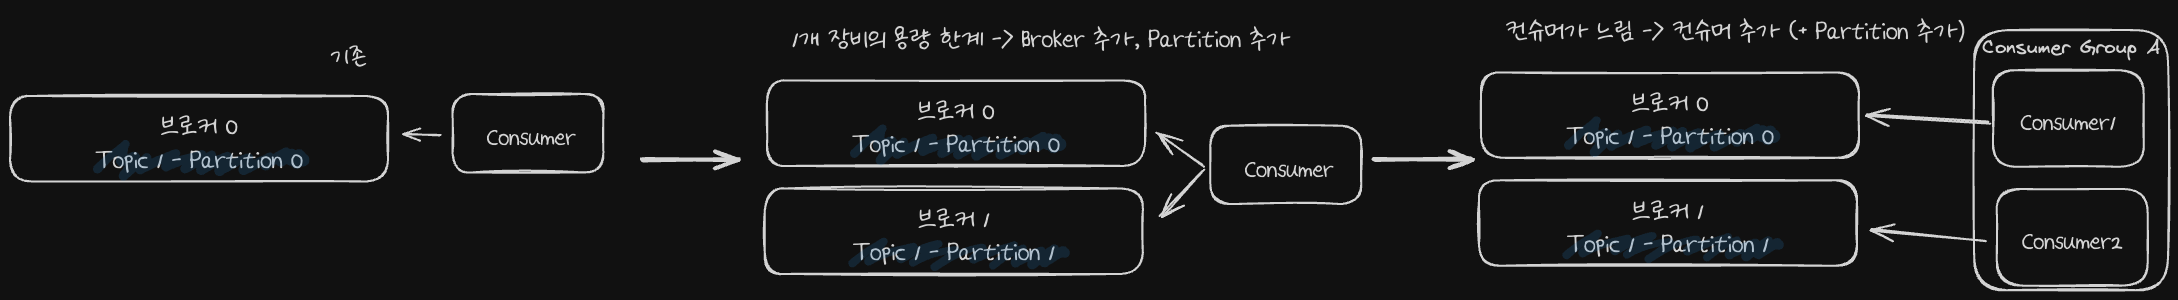 기존
브로커 0
Topic 1 - Partition 0
Consumer
1개 장비의 용량 한계 -> Broker 추가, Partition 추가
브로커 0
Topic 1 - Partition 0
브로커 1
Topic 1 - Partition 1
Consumer
컨슈머가 느림 -> 컨슈머 추가 (+ Partition 추가)
브로커 0
Topic 1 - Partition 0
브로커 1
Topic 1 - Partition 1
Consumer Group A
Consumer1
Consumer2